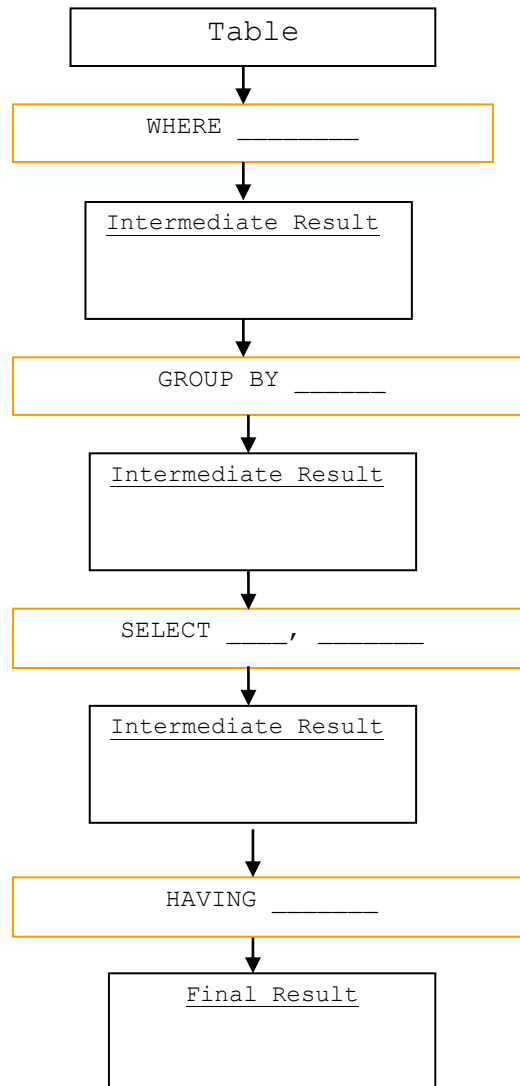 Table
WHERE ________
Intermediate Result
GROUP BY ______
Intermediate Result
SELECT ____, _______
Intermediate Result
HAVING _______
Final Result